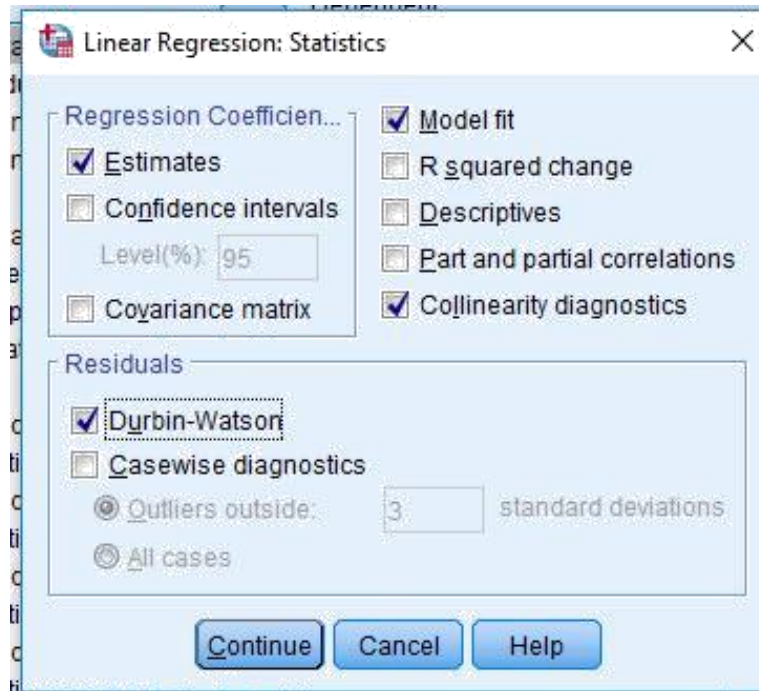 Linear Regression: Statistics
Regression Coefficien...
Estimates
Confidence intervals
Level(%): 95
Covariance matrix
Model fit
R squared change
Descriptives
Part and partial correlations
Collinearity diagnostics
Residuals
Durbin-Watson
Casewise diagnostics
Outliers outside: 3 standard deviations
All cases
Continue Cancel Help